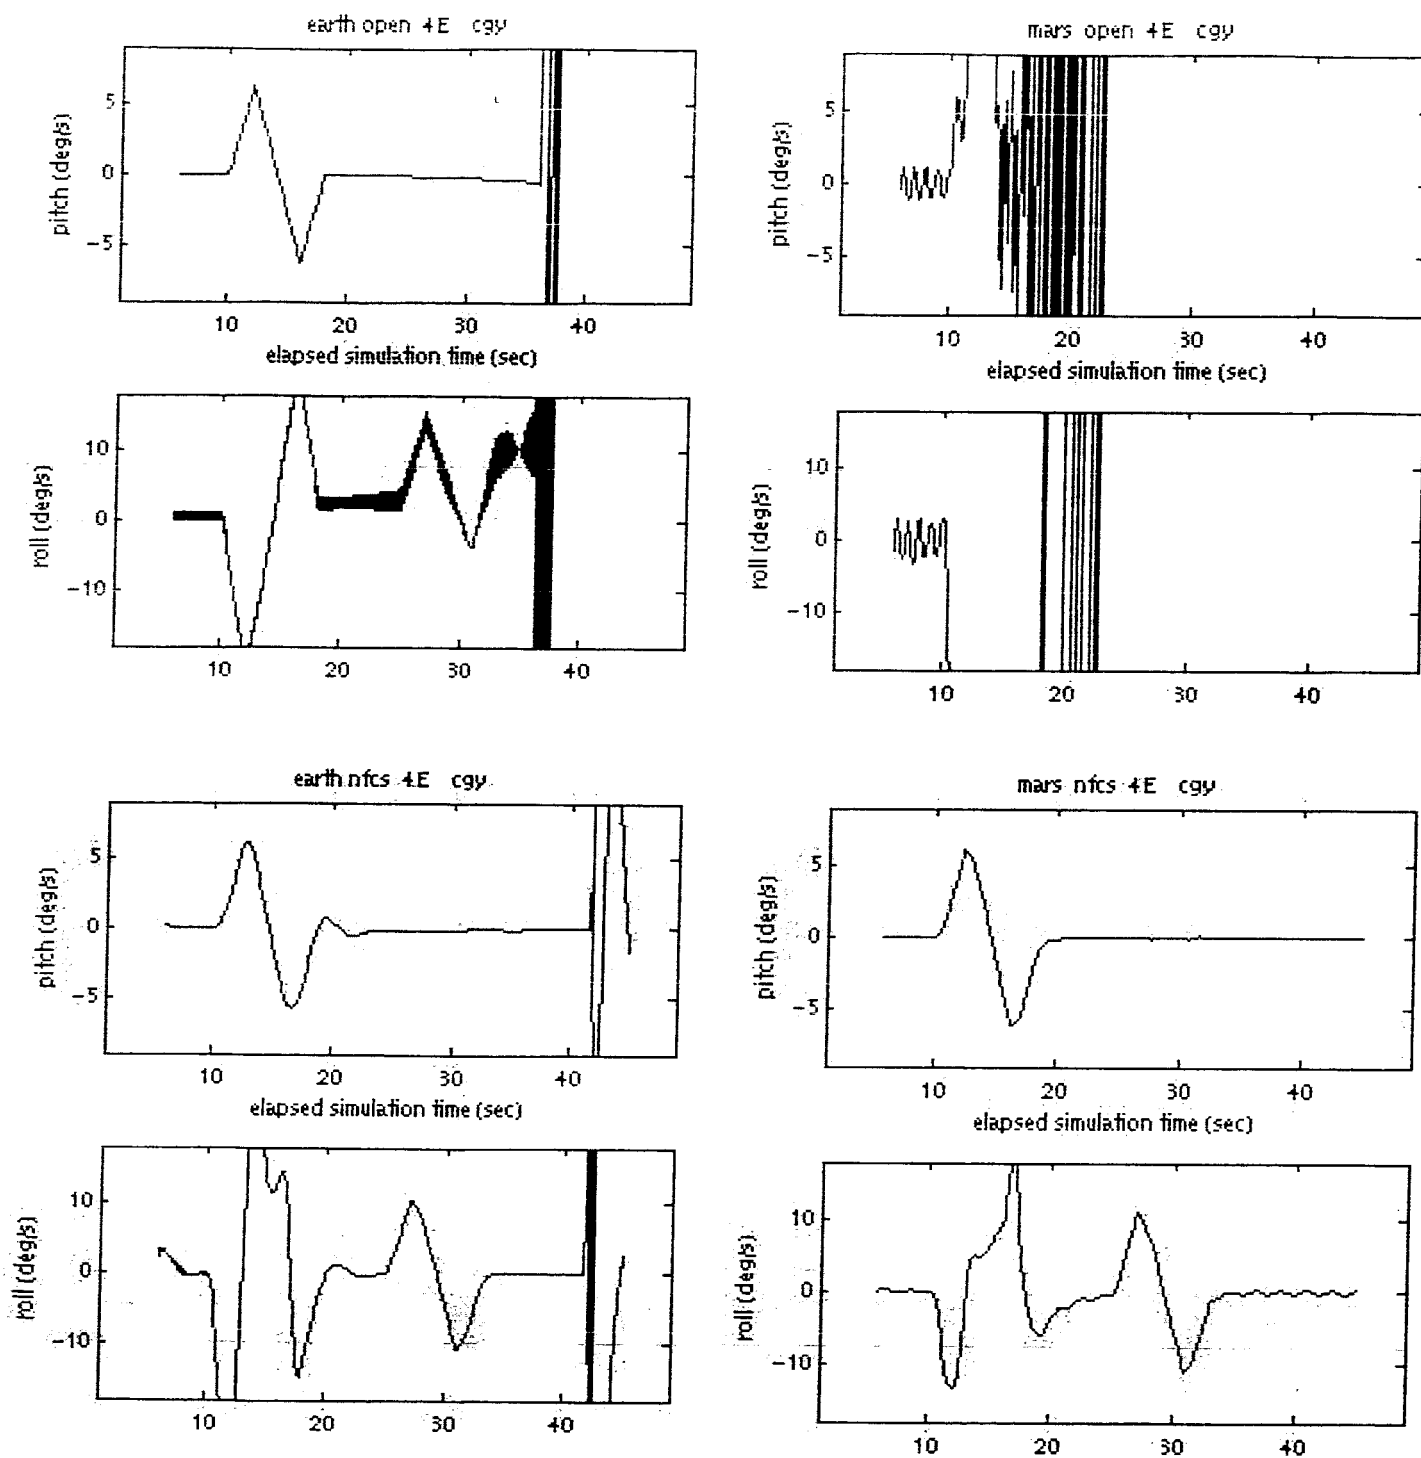 earth open 4E cgy
5
0
-5
pitch (deg/s)
10 20 30 40
elapsed simulation time (sec)
10
0
-10
roll (deg/s)
10 20 30 40
mars open 4E cgy
5
0
-5
pitch (deg/s)
10 20 30 40
elapsed simulation time (sec)
10
0
-10
roll (deg/s)
10 20 30 40
earth nfcs 4E cgy
5
0
-5
pitch (deg/s)
10 20 30 40
elapsed simulation time (sec)
10
0
-10
roll (deg/s)
10 20 30 40
mars nfcs 4E cgy
5
0
-5
pitch (deg/s)
10 20 30 40
elapsed simulation time (sec)
10
0
-10
roll (deg/s)
10 20 30 40